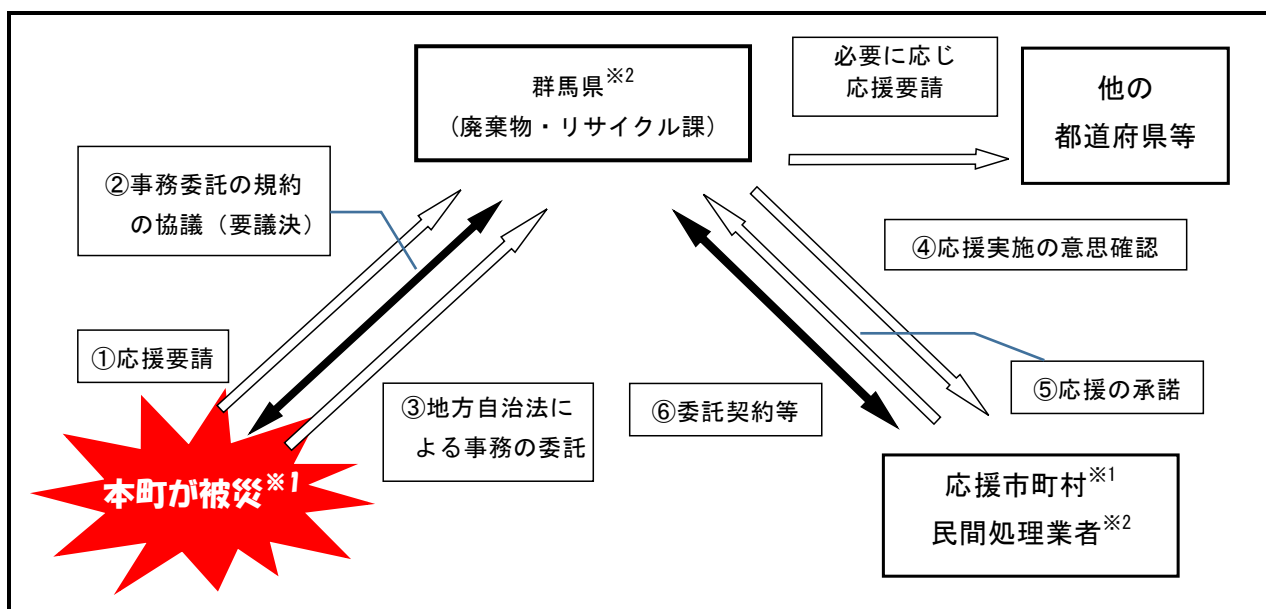 群馬県※2
(廃棄物・リサイクル課)
必要に応じ
応援要請
他の
都道府県等
②事務委託の規約
の協議(要議決)
④応援実施の意思確認
①応援要請
③地方自治法に
よる事務の委託
⑥委託契約等
⑤応援の承諾
本町が被災※1
応援市町村※1
民間処理業者※2